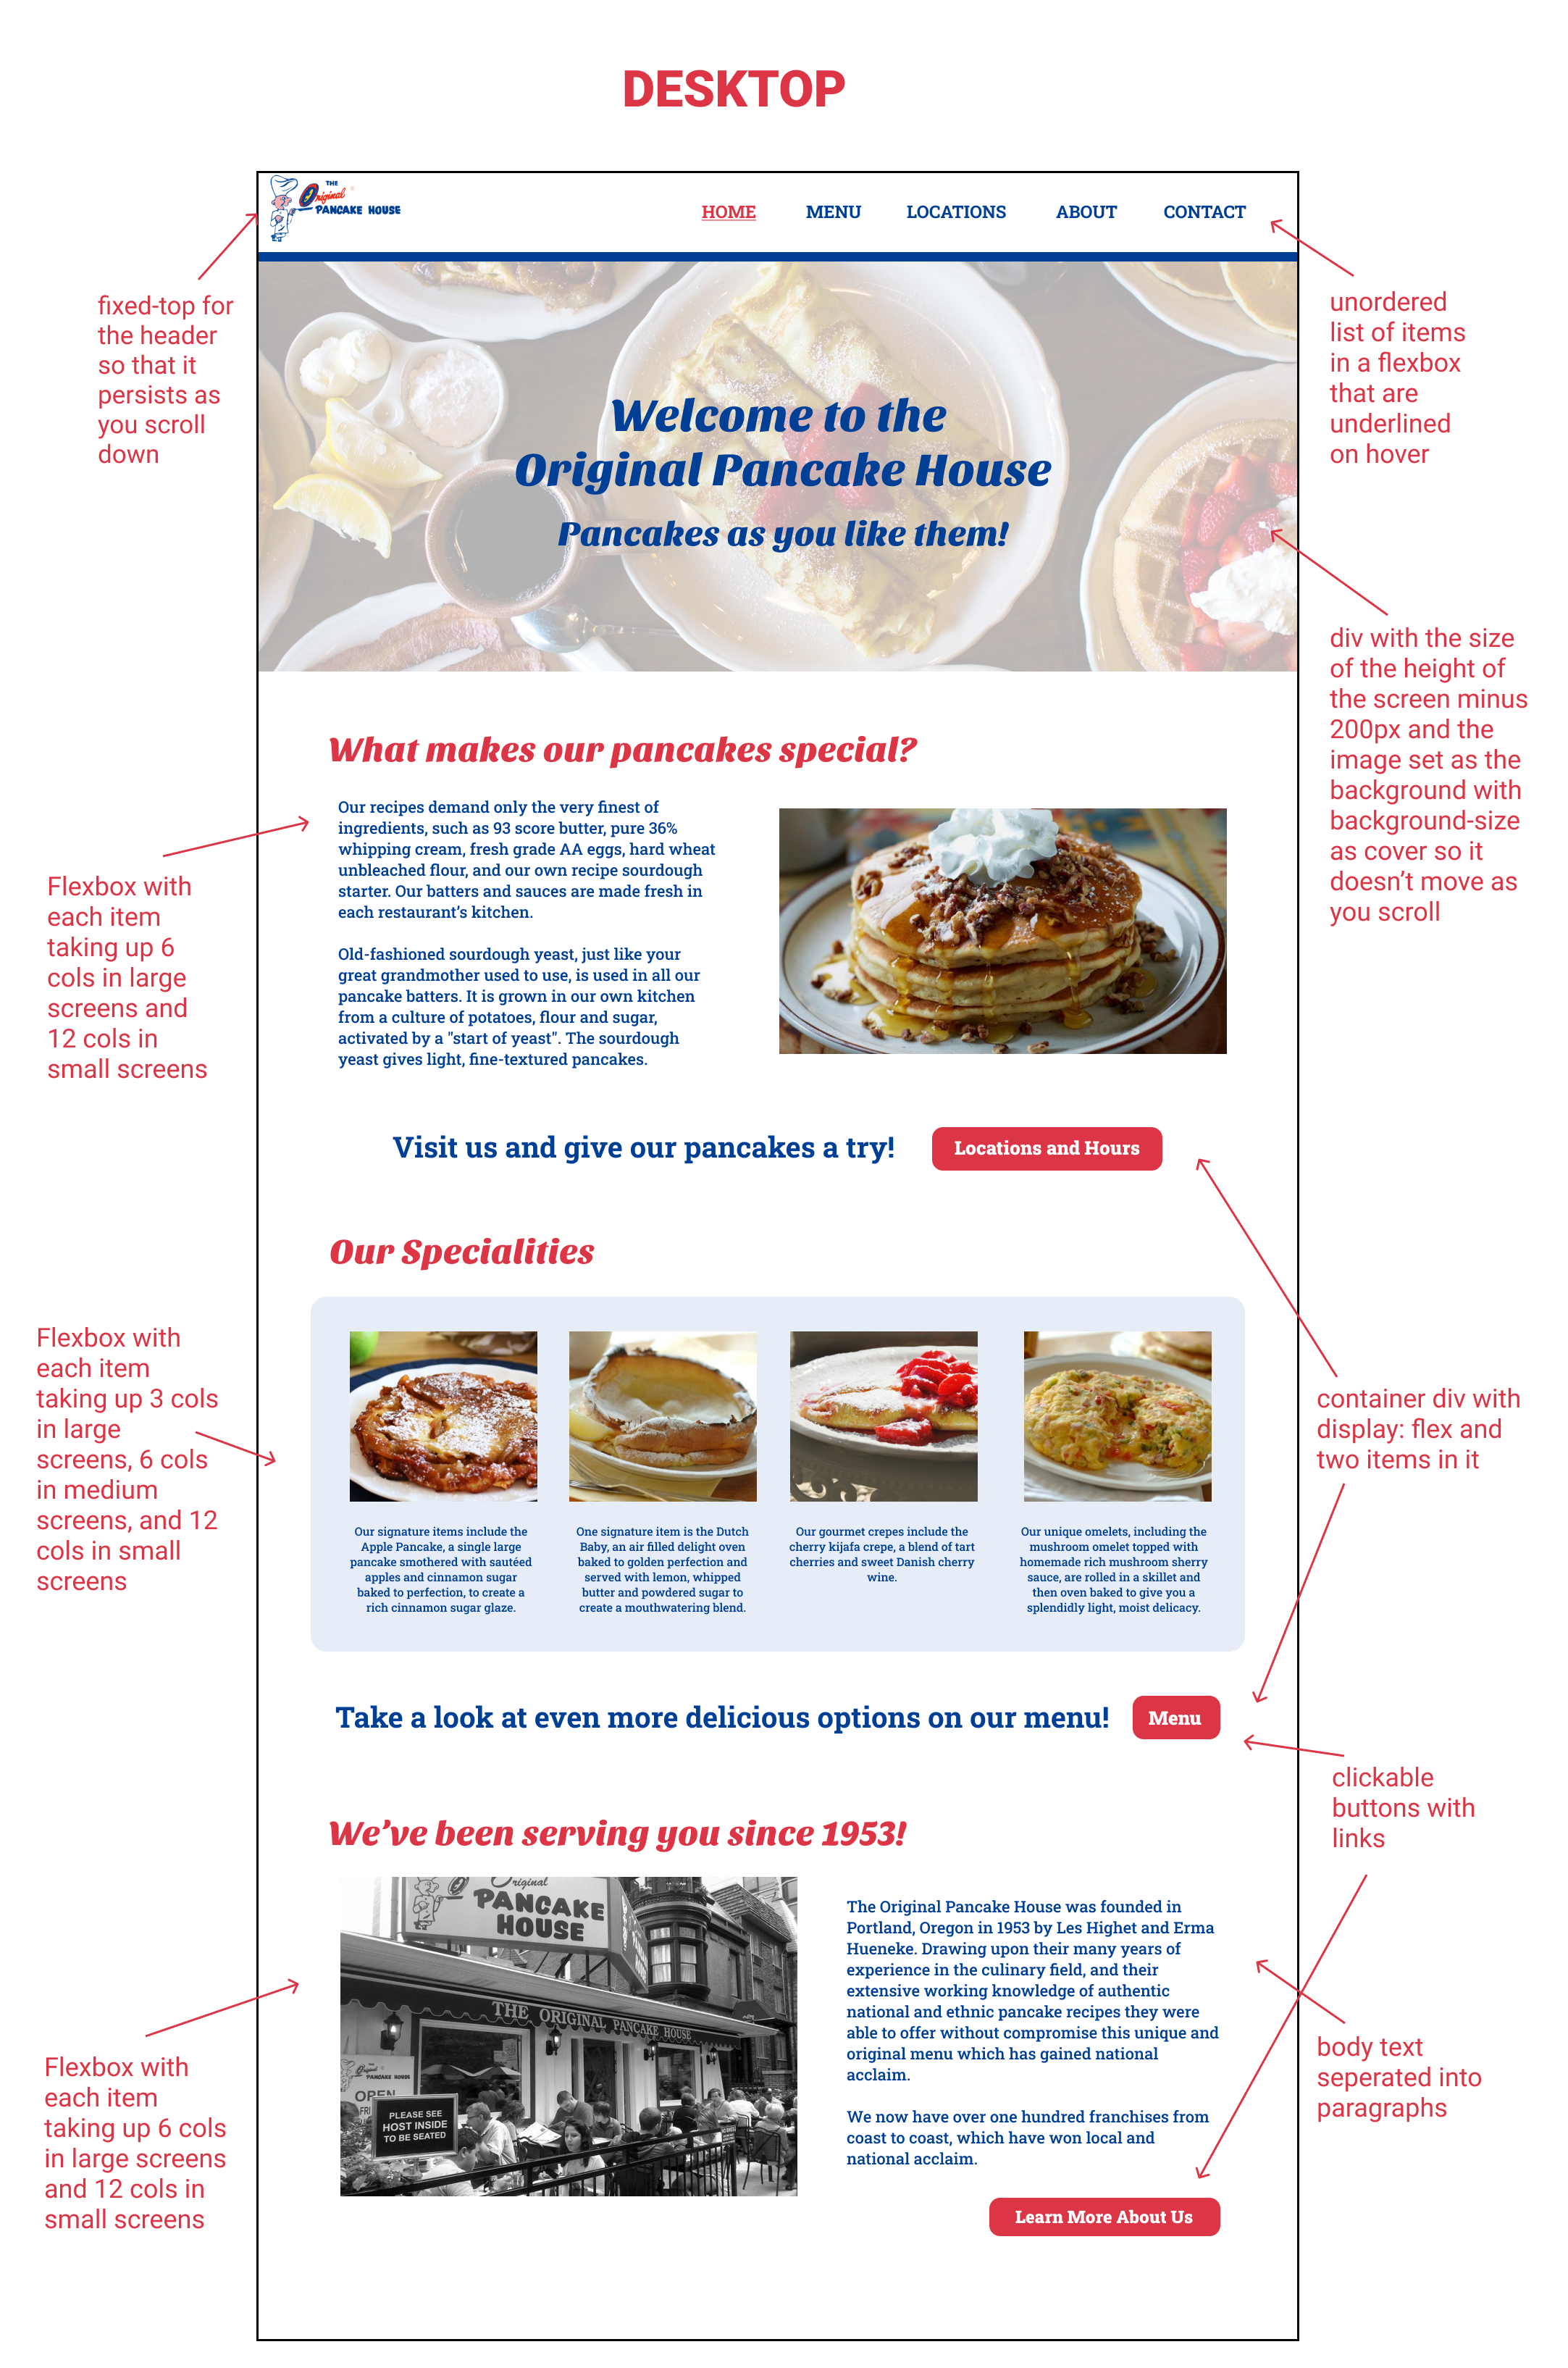 DESKTOP
THE
Original
PANCAKE HOUSE
HOME
MENU
LOCATIONS
ABOUT
CONTACT
fixed-top for
the header
so that it
persists as
you scroll
down
unordered
list of items
in a flexbox
that are
underlined
on hover
Welcome to the
Original Pancake House
Pancakes as you like them!
div with the size
of the height of
the screen minus
200px and the
image set as the
background with
background-size
as cover so it
doesn't move as
you scroll
What makes our pancakes special?
Our recipes demand only the very finest of
ingredients, such as 93 score butter, pure 36%
whipping cream, fresh grade AA eggs, hard wheat
unbleached flour, and our own recipe sourdough
starter. Our batters and sauces are made fresh in
each restaurant's kitchen.
Old-fashioned sourdough yeast, just like your
great grandmother used to use, is used in all our
pancake batters. It is grown in our own kitchen
from a culture of potatoes, flour and sugar,
activated by a "start of yeast". The sourdough
yeast gives light, fine-textured pancakes.
Flexbox with
each item
taking up 6
cols in large
screens and
12 cols in
small screens
Visit us and give our pancakes a try!
Locations and Hours
Our Specialities
Flexbox with
each item
taking up 3 cols
in large
screens, 6 cols
in medium
screens, and 12
cols in small
screens
container div with
display: flex and
two items in it
Our signature items include the
Apple Pancake, a single large
pancake smothered with sautéed
apples and cinnamon sugar
baked to perfection, to create a
rich cinnamon sugar glaze.
One signature item is the Dutch
Baby, an air filled delight oven
baked to golden perfection and
served with lemon, whipped
butter and powdered sugar to
create a mouthwatering blend.
Our gourmet crepes include the
cherry kijafa crepe, a blend of tart
cherries and sweet Danish cherry
wine.
Our unique omelets, including the
mushroom omelet topped with
homemade rich mushroom sherry
sauce, are rolled in a skillet and
then oven baked to give you a
splendidly light, moist delicacy.
Take a look at even more delicious options on our menu!
Menu
clickable
buttons with
links
We've been serving you since 1953!
Original
PANCAKE
HOUSE
THE ORIGINAL PANCAKE HOUSE
Original
PANCAKE HOUSE
OPEN
PLEASE SEE
HOST INSIDE
TO BE SEATED
The Original Pancake House was founded in
Portland, Oregon in 1953 by Les Highet and Erma
Hueneke. Drawing upon their many years of
experience in the culinary field, and their
extensive working knowledge of authentic
national and ethnic pancake recipes they were
able to offer without compromise this unique and
original menu which has gained national
acclaim.
We now have over one hundred franchises from
coast to coast, which have won local and
national acclaim.
Learn More About Us
body text
seperated into
paragraphs
Flexbox with
each item
taking up 6 cols
in large screens
and 12 cols in
small screens